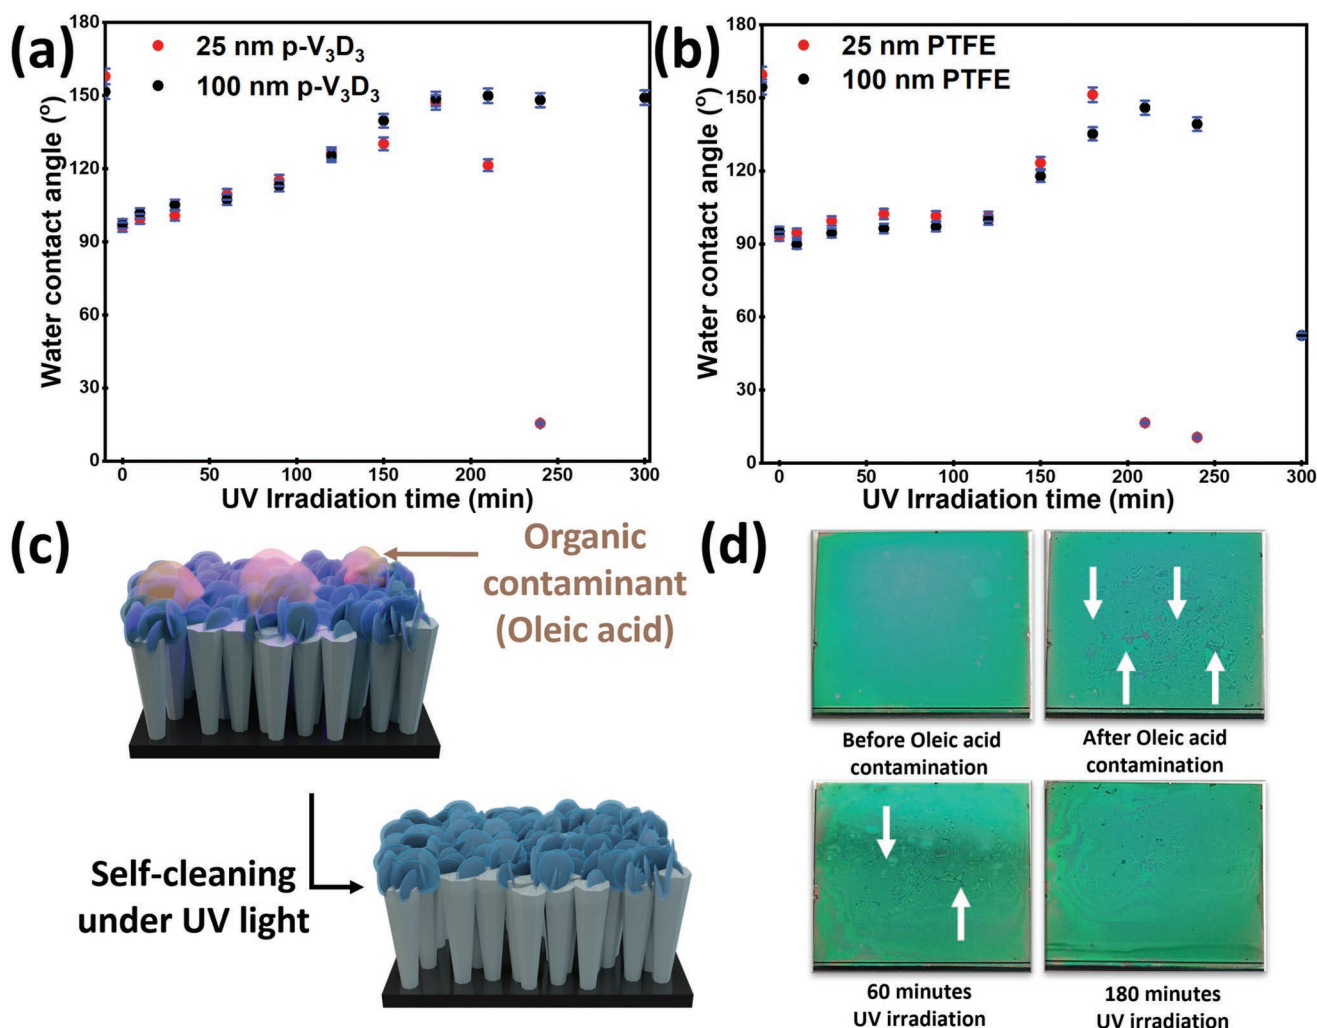 (a)
25 nm p-V₃D₃
100 nm p-V₃D₃
Water contact angle (°)
180
150
120
90
60
30
0
0 50 100 150 200 250 300
UV Irradiation time (min)
(b)
25 nm PTFE
100 nm PTFE
Water contact angle (°)
180
150
120
90
60
30
0
0 50 100 150 200 250 300
UV Irradiation time (min)
(c)
Organic
contaminant
(Oleic acid)
Self-cleaning
under UV light
(d)
Before Oleic acid
contamination
After Oleic acid
contamination
60 minutes
UV irradiation
180 minutes
UV irradiation